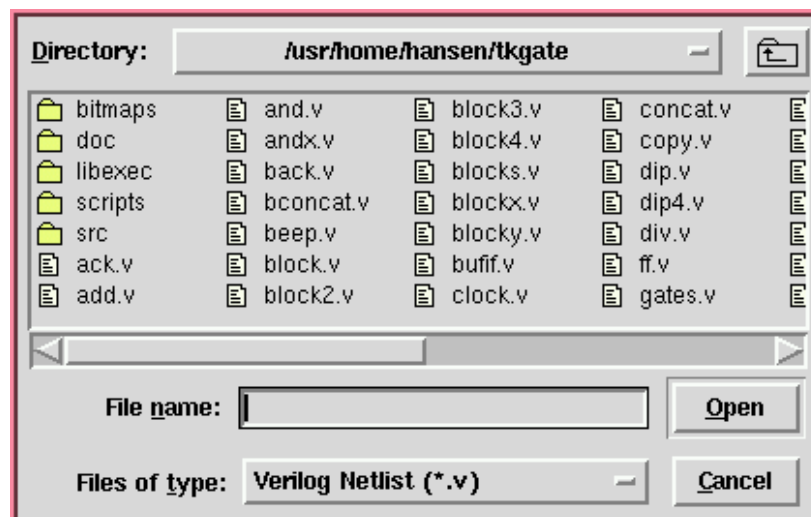 Directory: /usr/home/hansen/tkgate
bitmaps and.v block3.v concat.v
doc andx.v block4.v copy.v
libexec back.v blocks.v dip.v
scripts bconcat.v blockx.v dip4.v
src beep.v blocky.v div.v
ack.v block.v bufif.v ff.v
add.v block2.v clock.v gates.v
File name: Open
Files of type: Verilog Netlist (*.v) Cancel